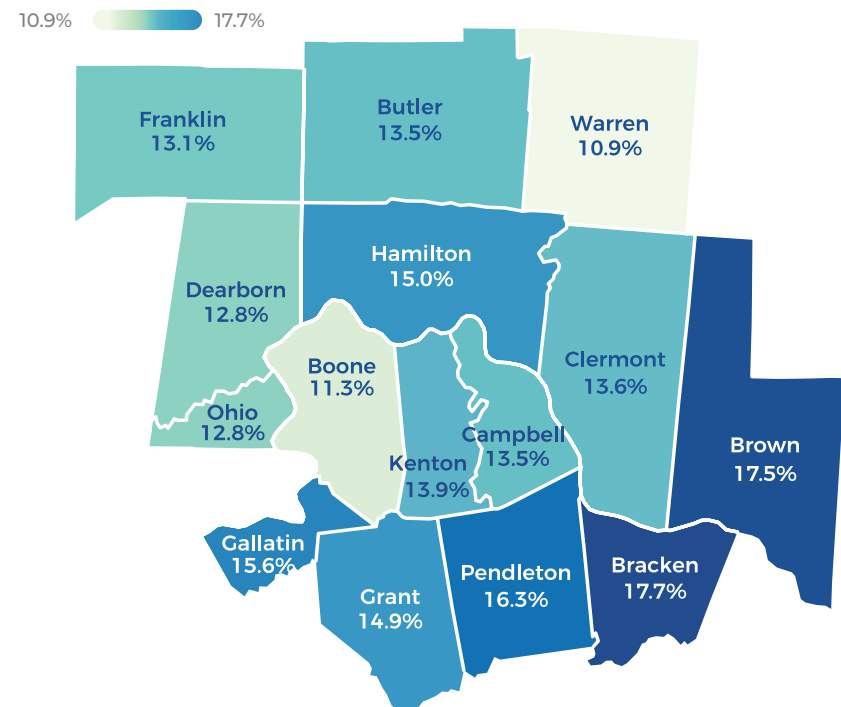 10.9% 17.7%
Franklin
13.1%
Butler
13.5%
Warren
10.9%
Hamilton
15.0%
Dearborn
12.8%
Boone
11.3%
Clermont
13.6%
Ohio
12.8%
Campbell
13.5%
Kenton
13.9%
Brown
17.5%
Gallatin
15.6%
Grant
14.9%
Pendleton
16.3%
Bracken
17.7%